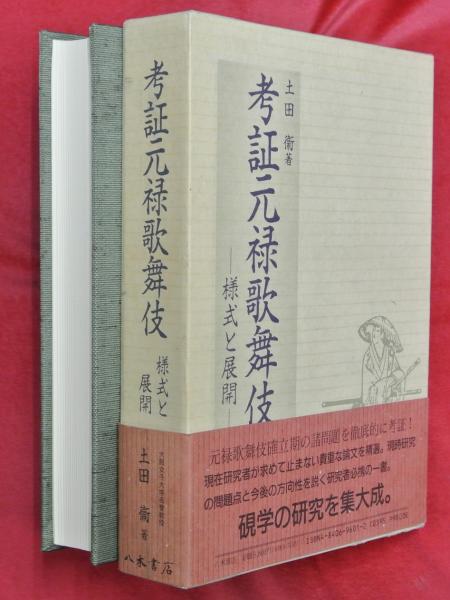 考証元禄歌舞伎
様式と
展開
土田 衞 著
八木書店
土田 衞著
考証元禄歌舞伎
―様式と展開
元禄歌舞伎確立期の諸問題を徹底的に考証!
現在研究者が求めて止まない貴重な論文を精選。現時研究
の問題点と今後の方向性を説く研究者必携の一書。
碩学の研究を集大成。